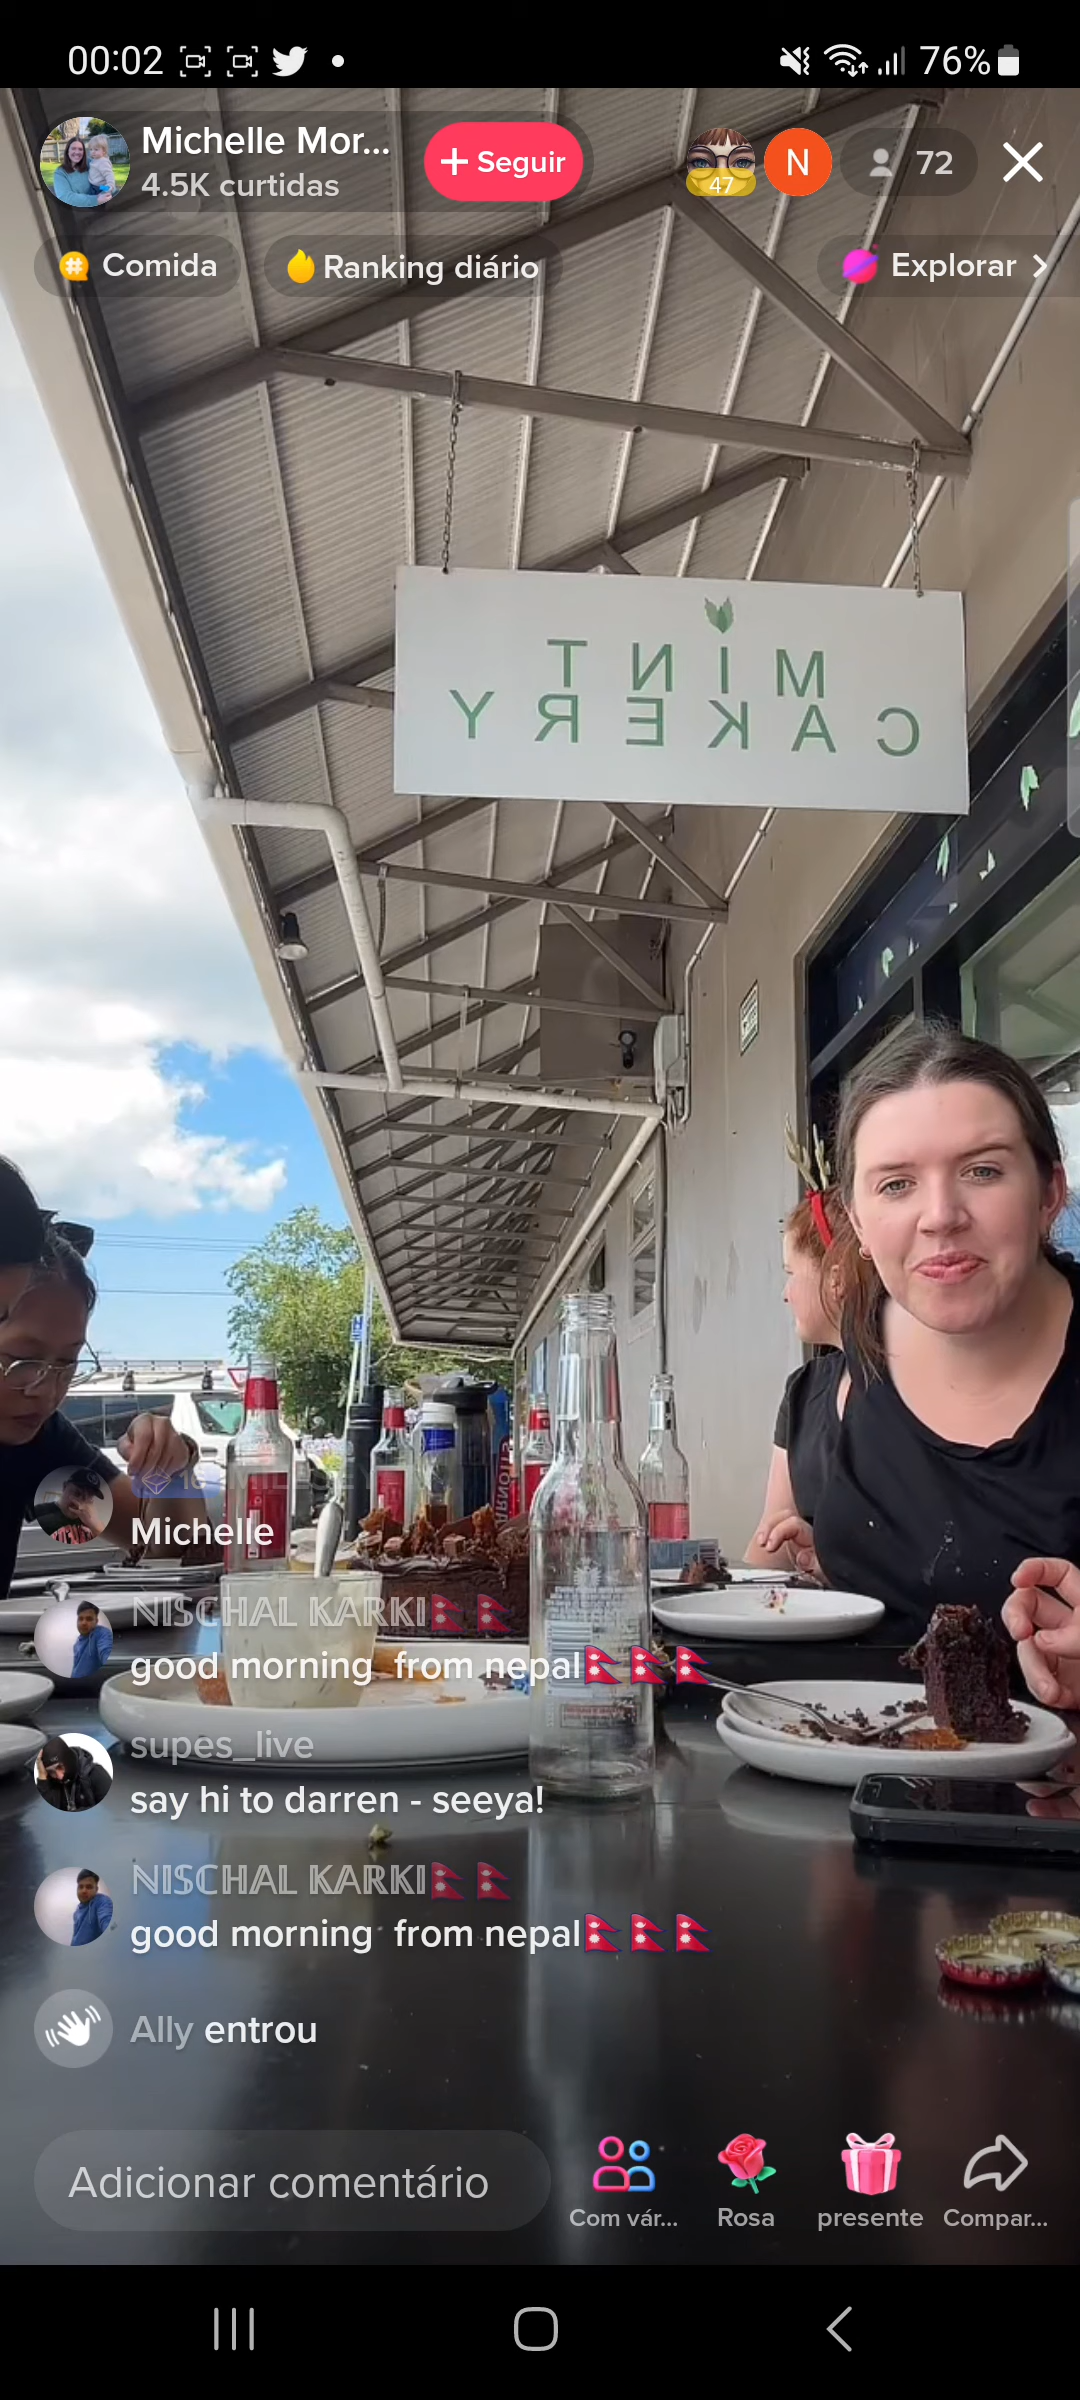 00:02
76%
Michelle Mor...
4.5K curtidas
+ Seguir
47
N
72
Comida
Ranking diário
Explorar >
MINT
CAKERY
Michelle
NISCHAL KARKI🇳🇵🇳🇵
good morning from nepal🇳🇵🇳🇵🇳🇵
supes_live
say hi to darren - seeya!
NISCHAL KARKI🇳🇵🇳🇵
good morning from nepal🇳🇵🇳🇵🇳🇵
Ally entrou
Adicionar comentário
Com vár...
Rosa
presente
Compar...